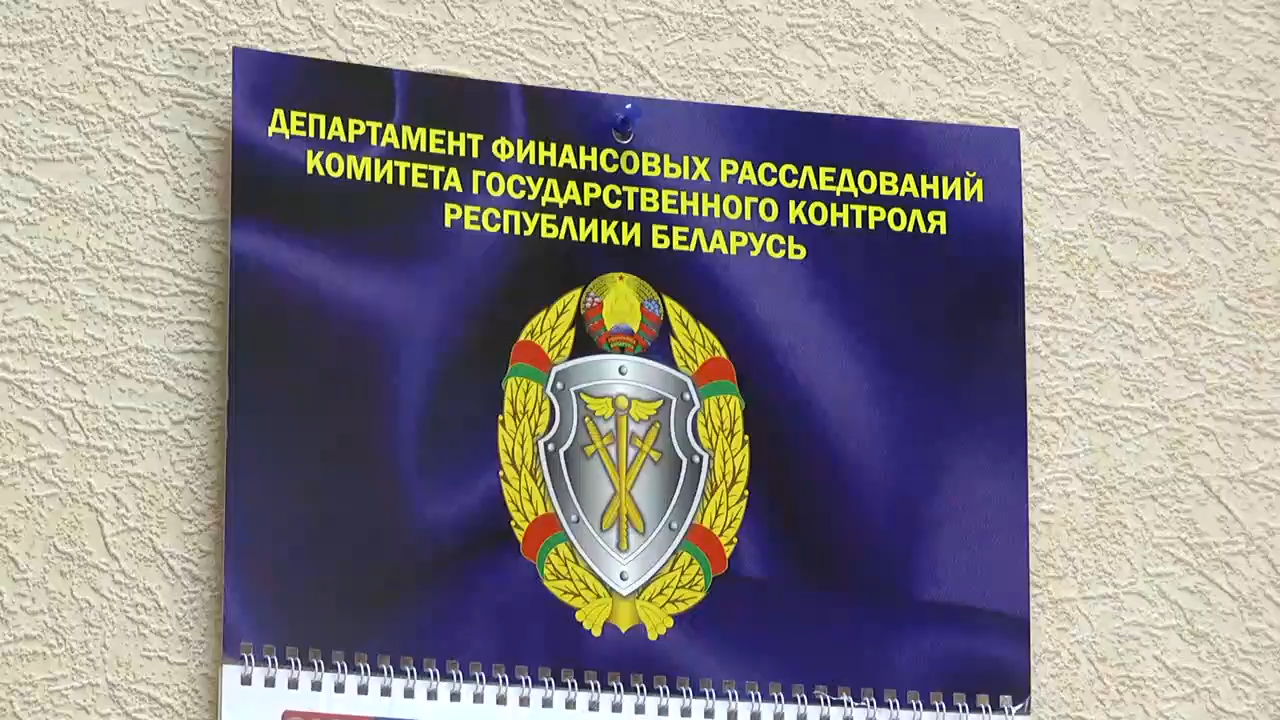 ДЕПАРТАМЕНТ ФИНАНСОВЫХ РАССЛЕДОВАНИЙ
КОМИТЕТА ГОСУДАРСТВЕННОГО КОНТРОЛЯ
РЕСПУБЛИКИ БЕЛАРУСЬ